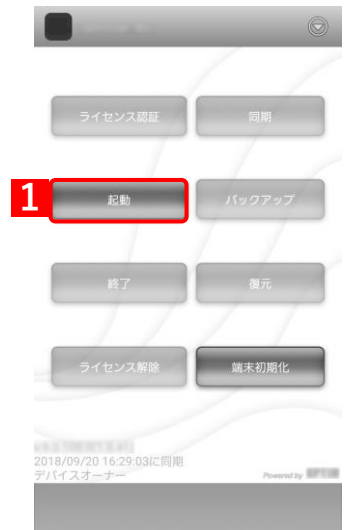 ライセンス認証
同期
1
起動
バックアップ
終了
復元
ライセンス解除
端末初期化
2018/09/20 16:29:03に同期
デバイスオーナー
Powered by